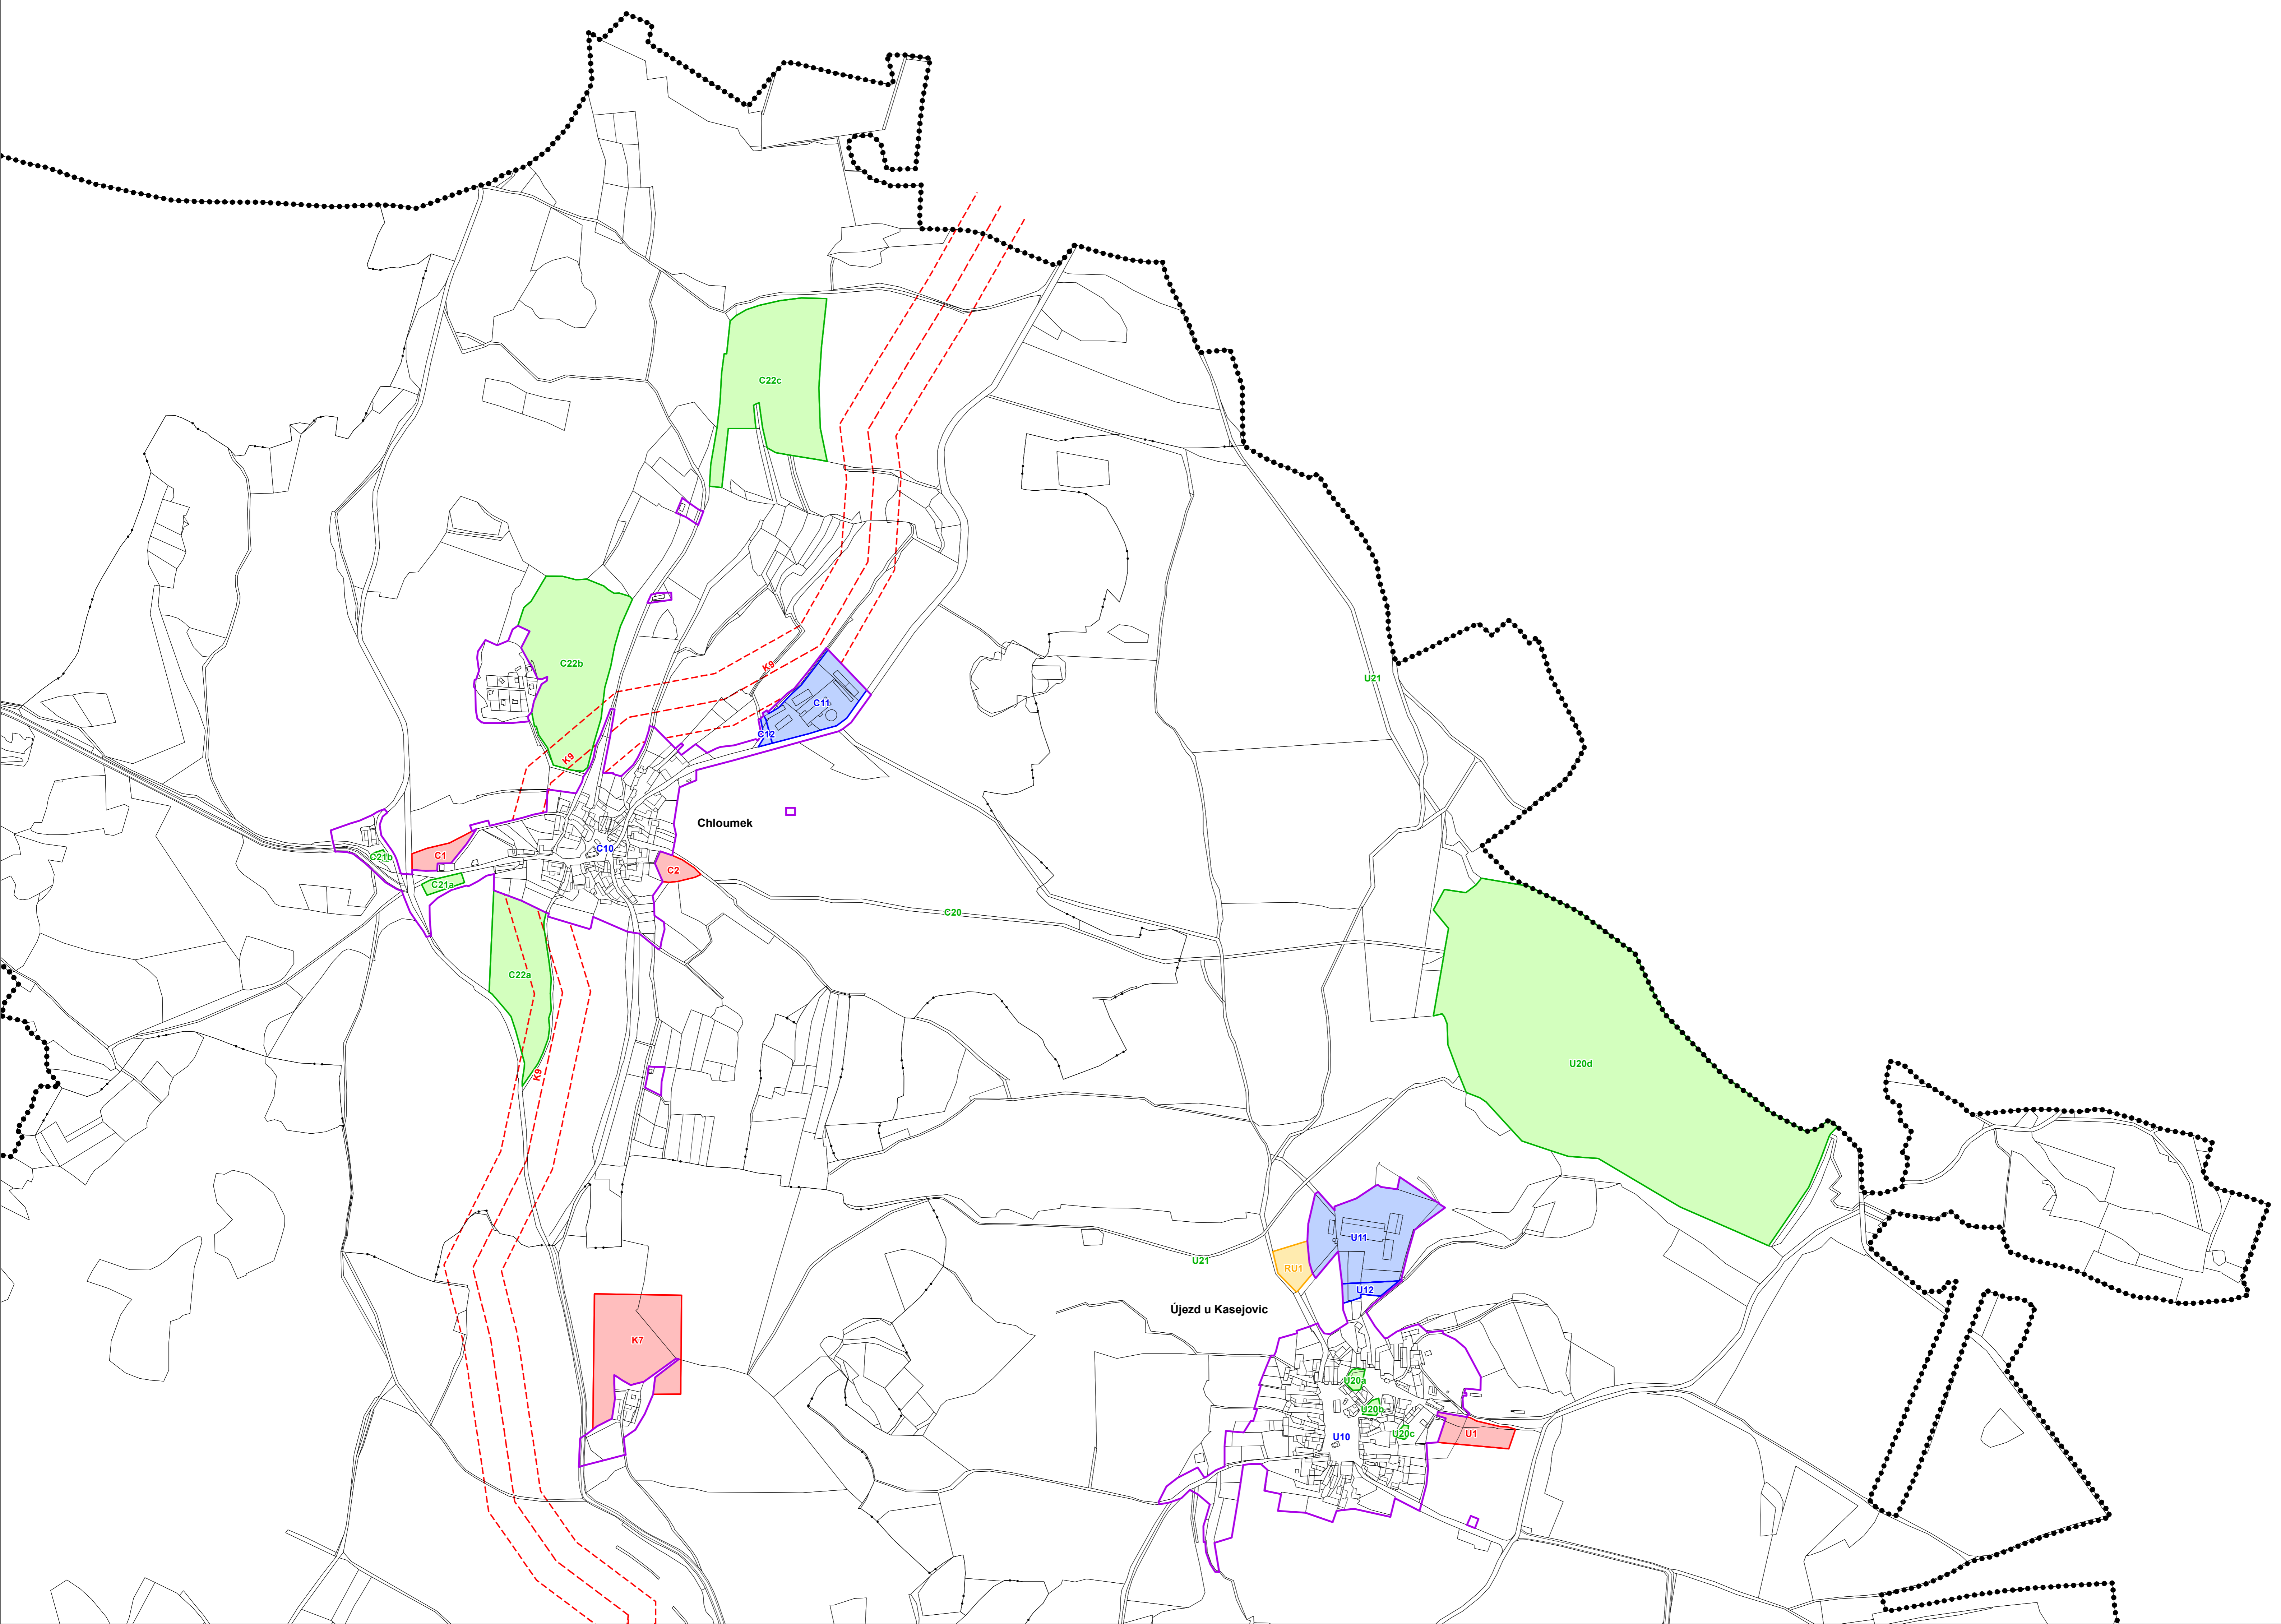 C22c
C22b
U21
K9
C11
C12
K9
Chloumek
C10
C1
C21b
C2
C21a
C20
C22a
U20d
K9
U11
U21
RU1
U12
Újezd u Kasejovic
K7
U20a
U20b
U20c
U10
U1